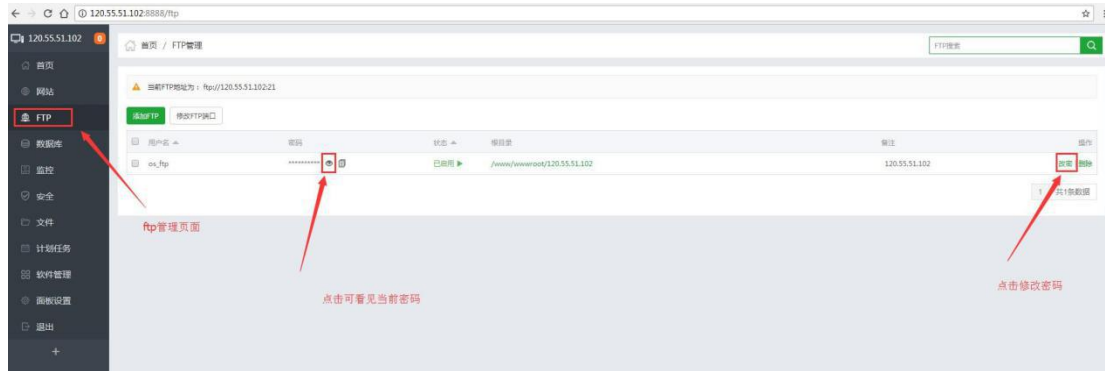 120.55.51.102:8888/ftp
120.55.51.102 0
首页 / FTP管理
FTP搜索
首页
网站
FTP
数据库
监控
安全
文件
计划任务
软件管理
面板设置
退出
+
当前FTP地址为：ftp://120.55.51.102:21
添加FTP 修改FTP端口
用户名 密码 状态 根目录 备注 操作
os_ftp ********** 已启用 /www/wwwroot/120.55.51.102 120.55.51.102 改密 删除
1 共1条数据
ftp管理页面
点击可看见当前密码
点击修改密码